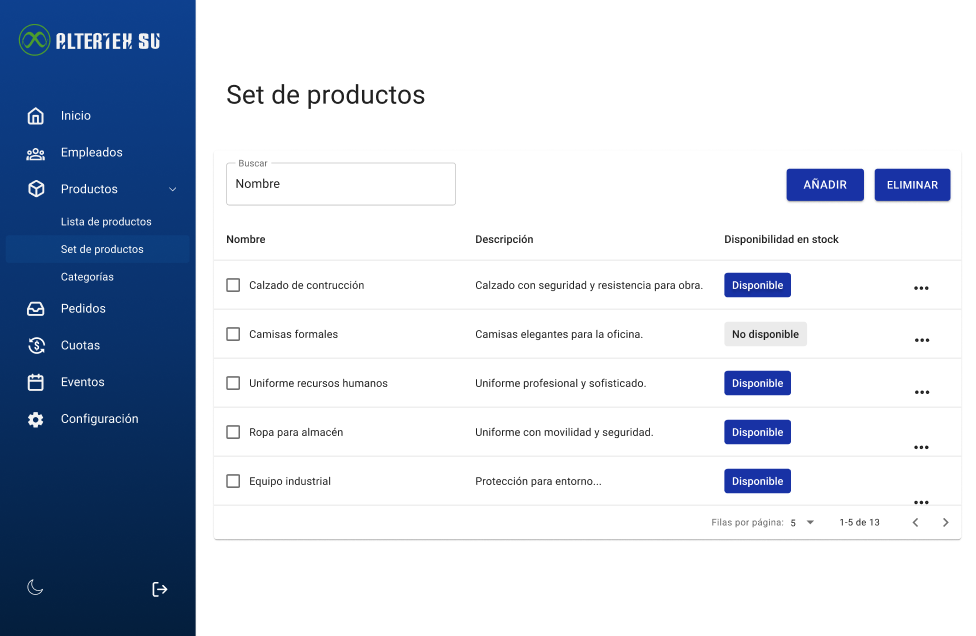 ALTERTEX SU
Inicio
Empleados
Productos
Lista de productos
Set de productos
Categorías
Pedidos
Cuotas
Eventos
Configuración
Set de productos
Buscar
Nombre
AÑADIR
ELIMINAR
Nombre Descripción Disponibilidad en stock
Calzado de contrucción Calzado con seguridad y resistencia para obra. Disponible
Camisas formales Camisas elegantes para la oficina. No disponible
Uniforme recursos humanos Uniforme profesional y sofisticado. Disponible
Ropa para almacén Uniforme con movilidad y seguridad. Disponible
Equipo industrial Protección para entorno... Disponible
Filas por página: 5 1-5 de 13